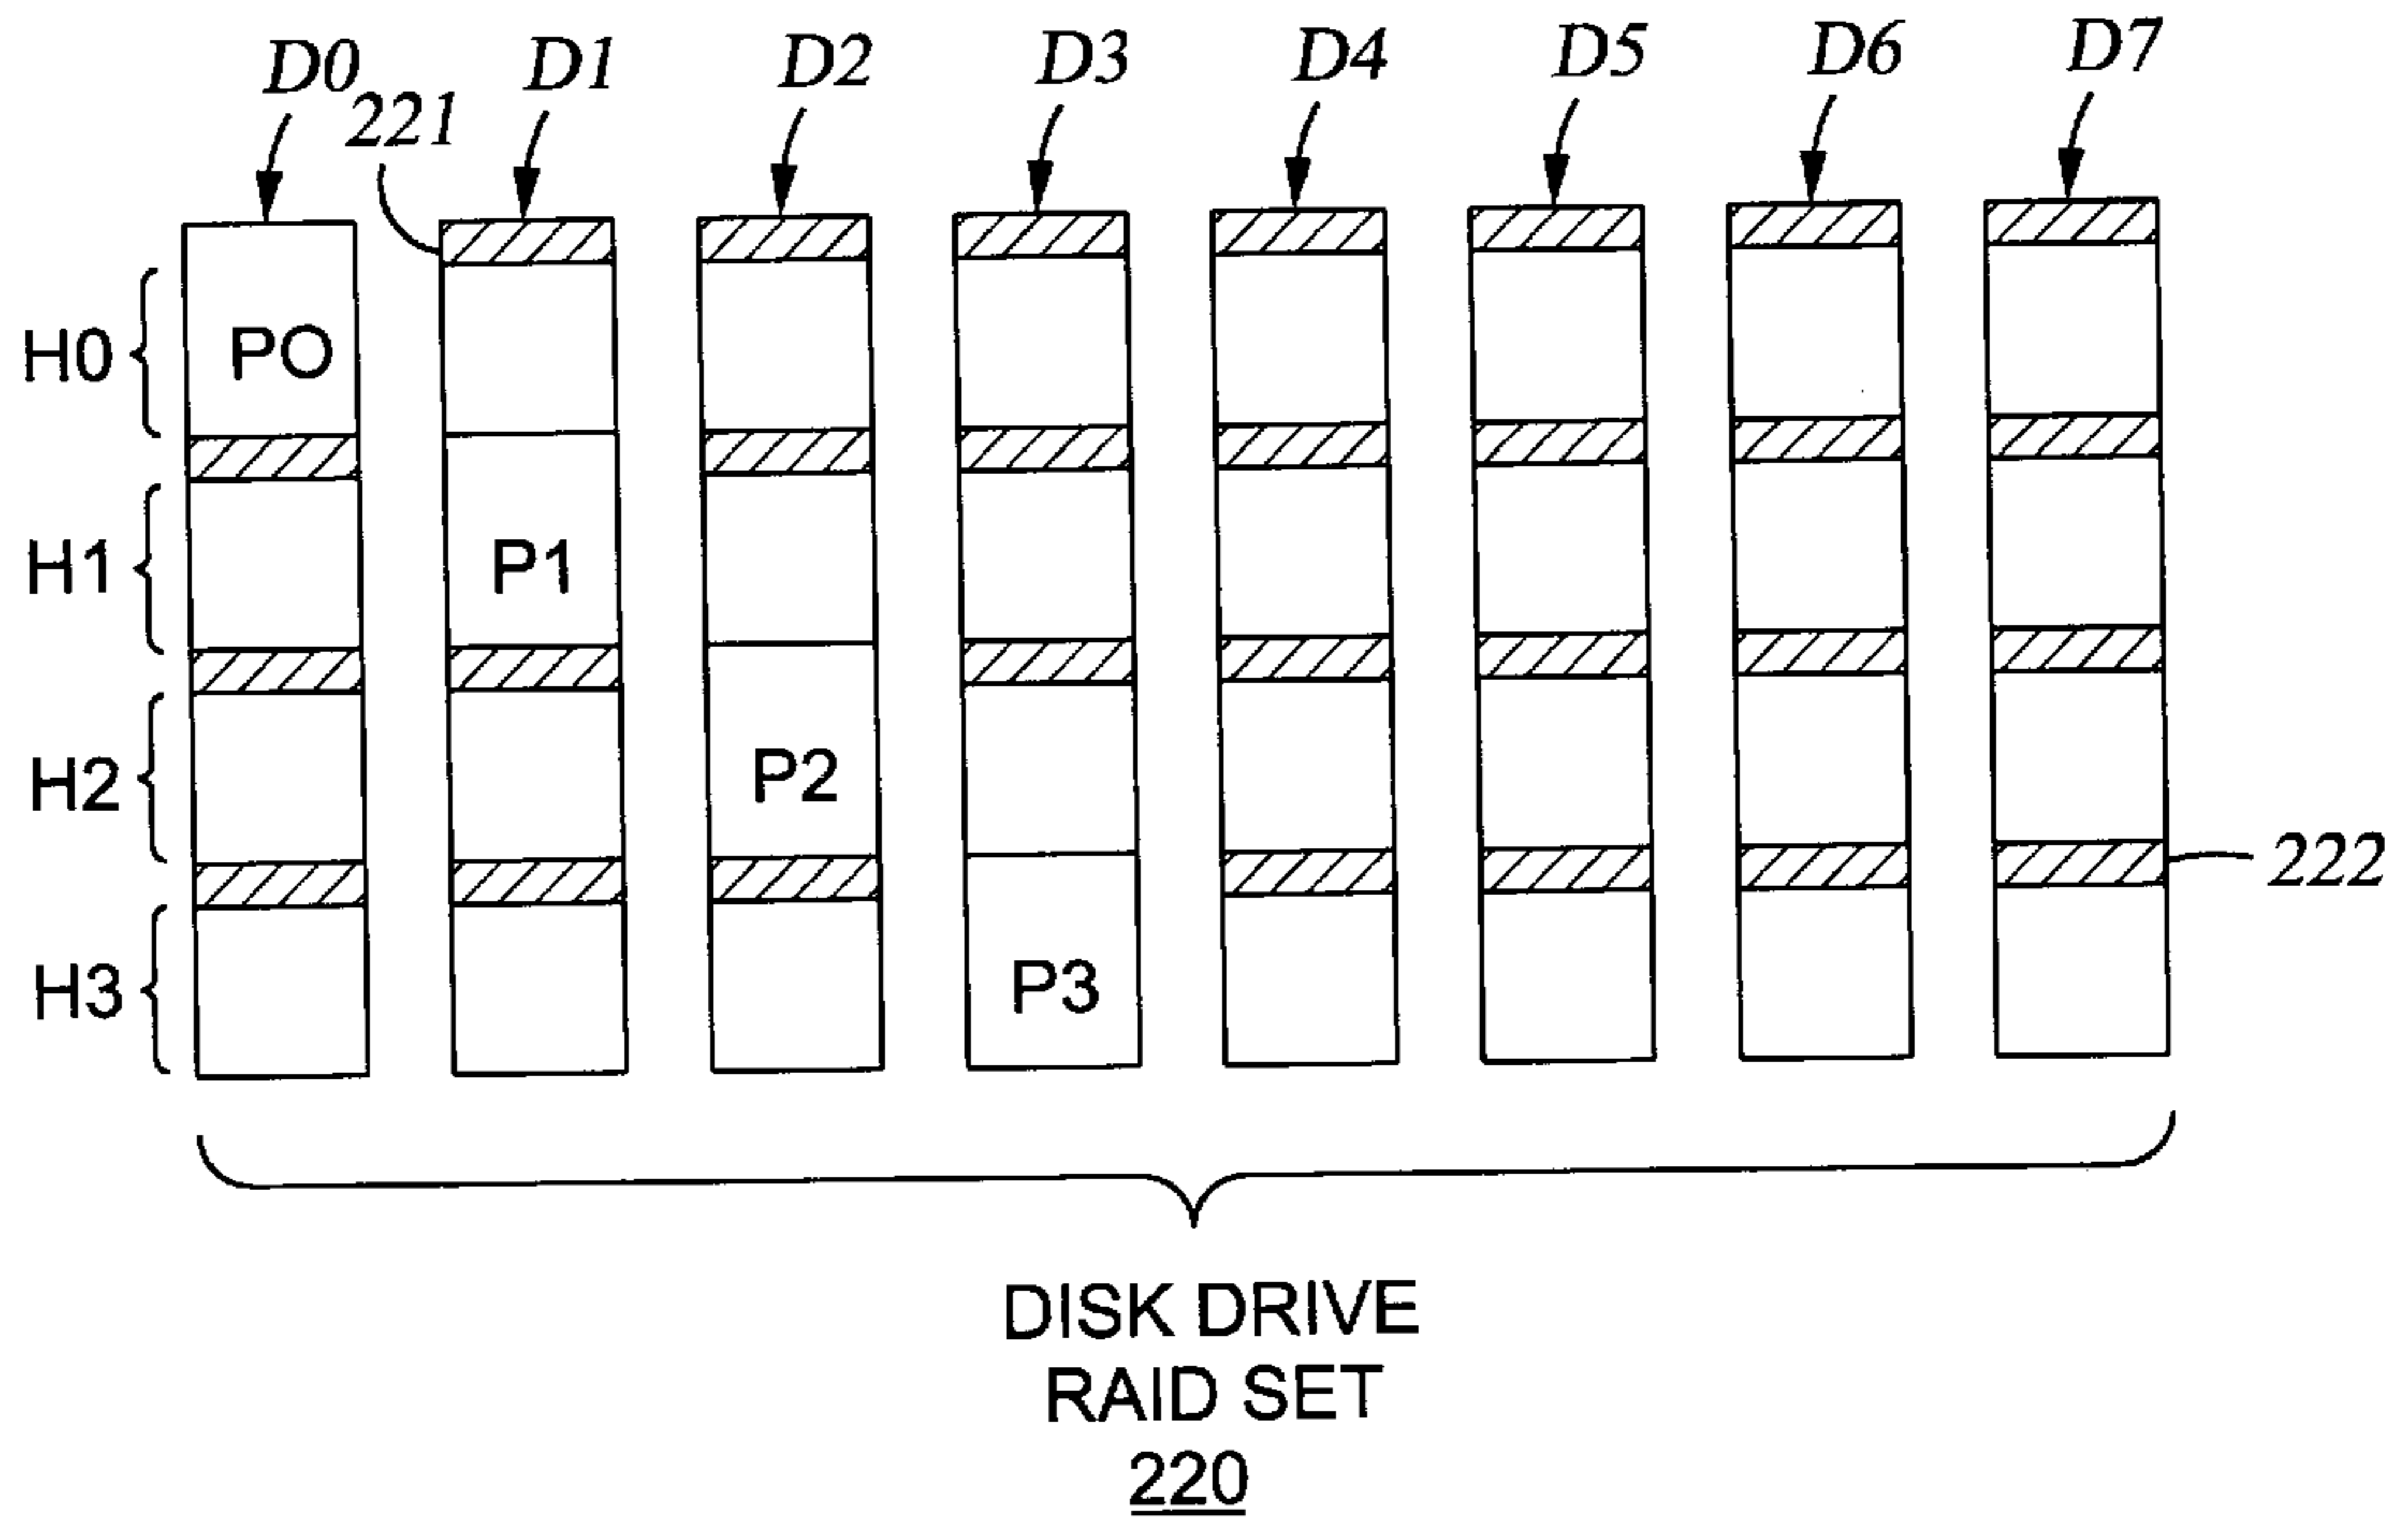 D0 D1 D2 D3 D4 D5 D6 D7
221
H0 PO
H1 P1
H2 P2
222
H3 P3
DISK DRIVE
RAID SET
220